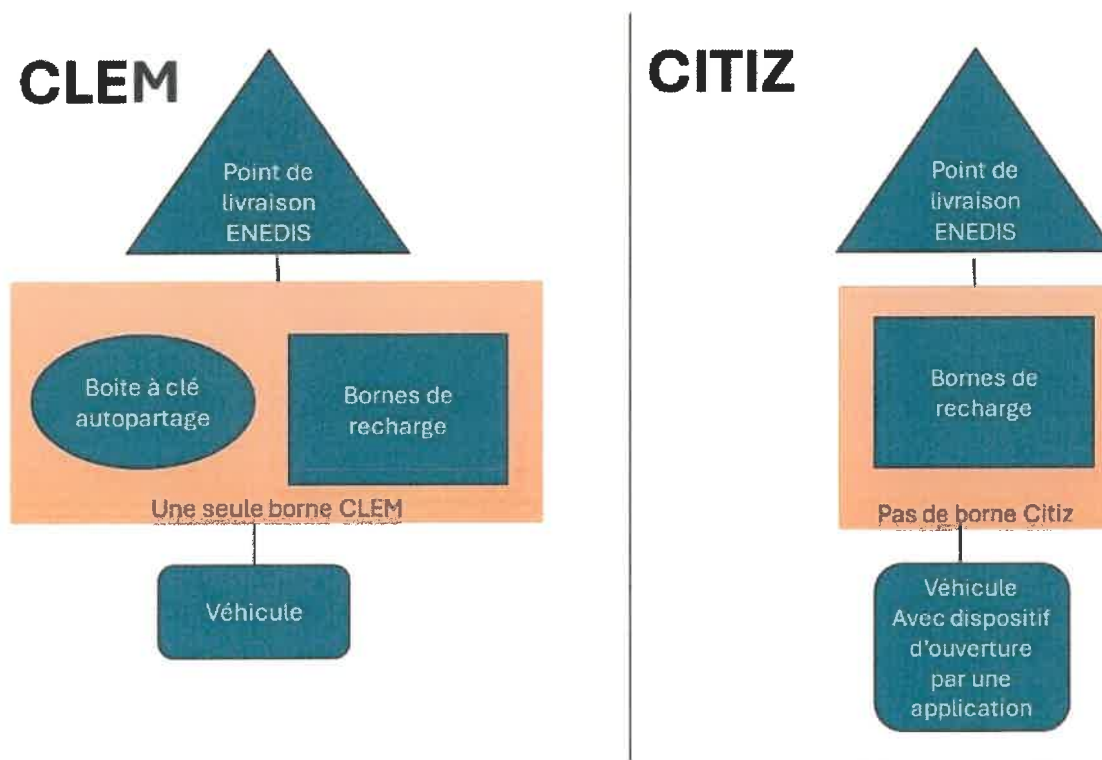 CLEM
Point de
livraison
ENEDIS
Boite à clé
autopartage
Bornes de
recharge
Une seule borne CLEM
Véhicule
CITIZ
Point de
livraison
ENEDIS
Bornes de
recharge
Pas de borne Citiz
Véhicule
Avec dispositif
d'ouverture
par une
application